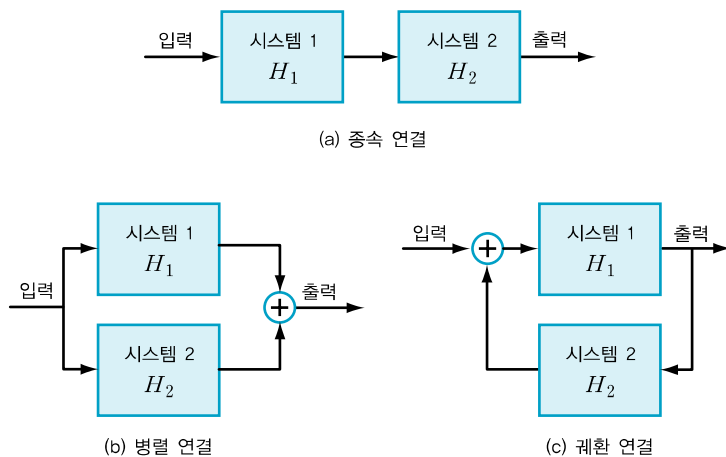 입력
시스템 1
H₁
시스템 2
H₂
출력
(a) 종속 연결
시스템 1
H₁
입력
시스템 2
H₂
출력
(b) 병렬 연결
입력
시스템 1
H₁
출력
시스템 2
H₂
(c) 궤환 연결